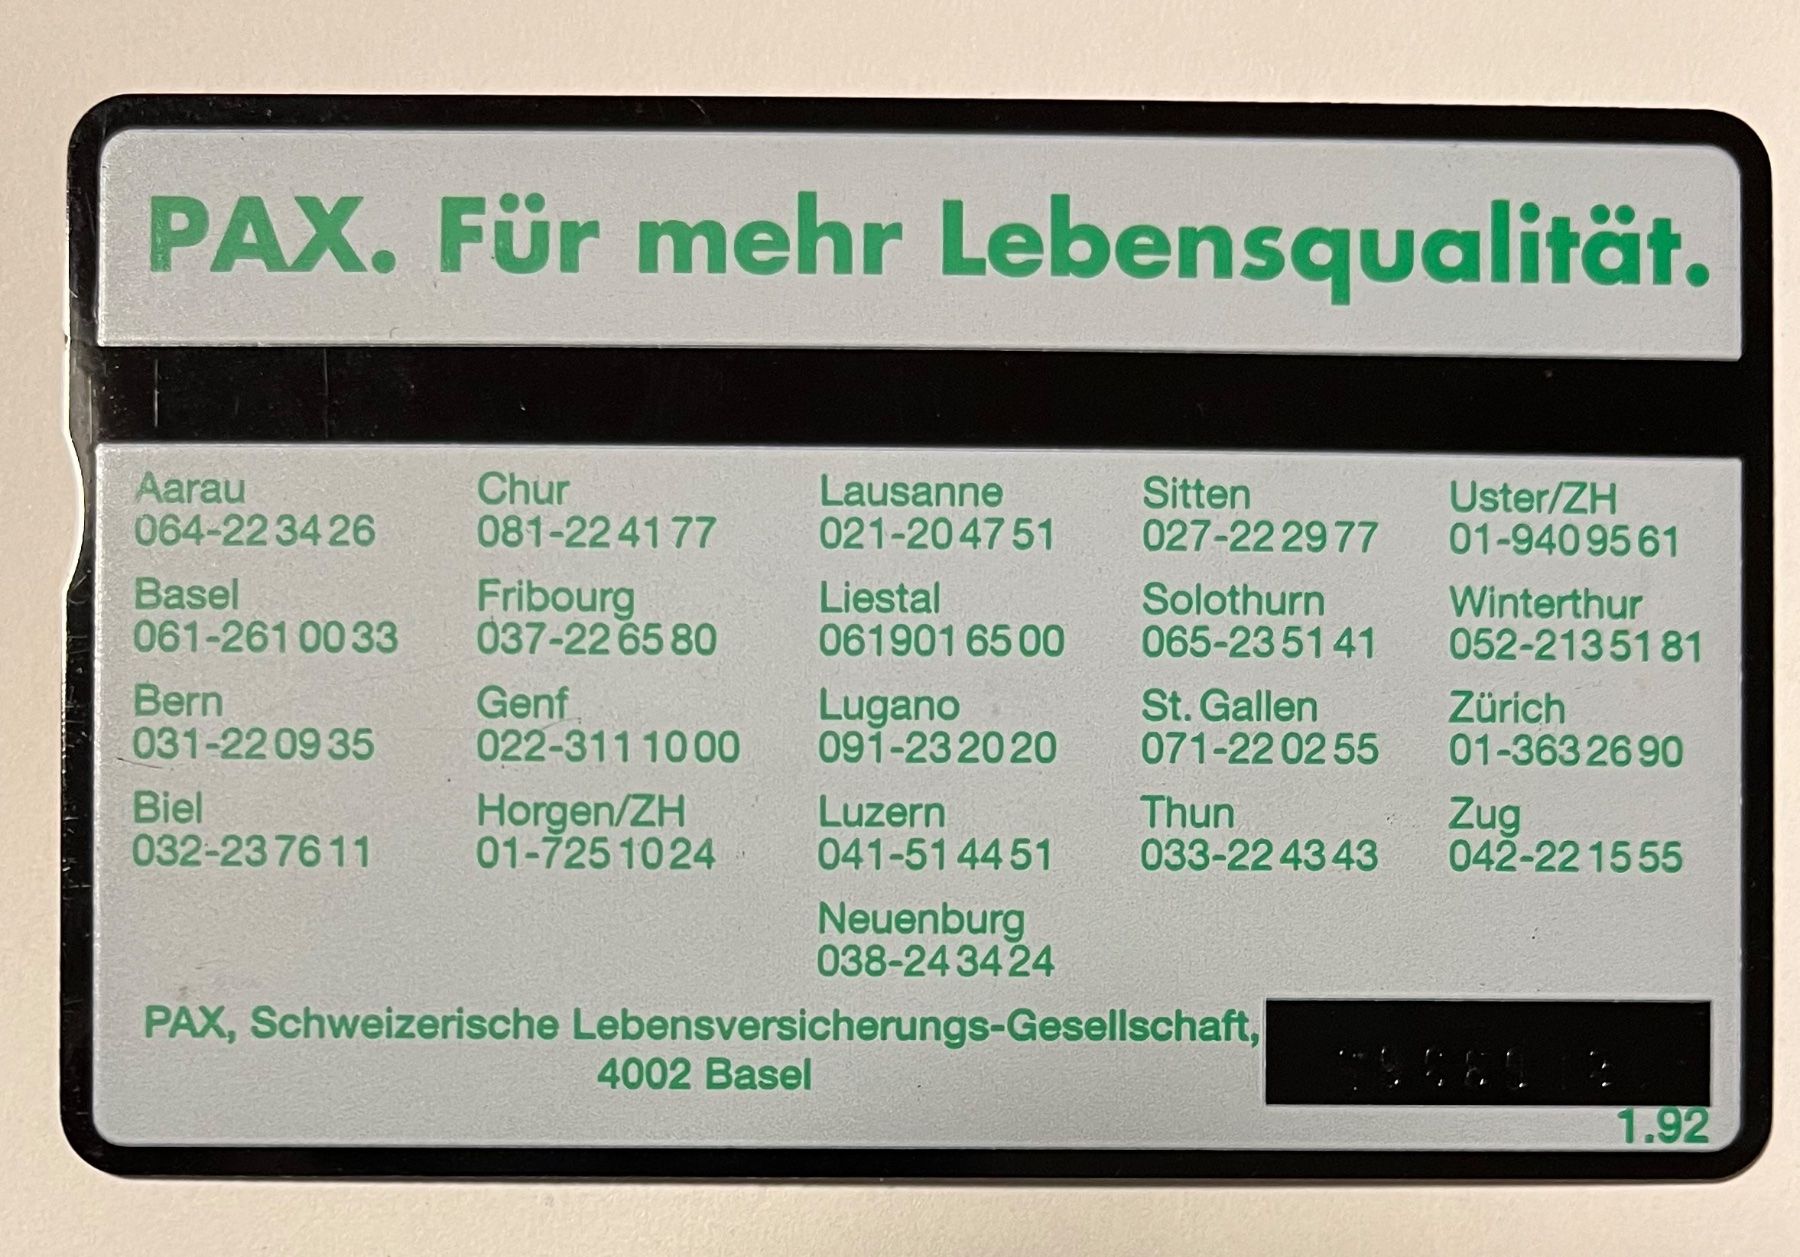 PAX. Für mehr Lebensqualität.
Aarau
064-22 34 26
Basel
061-261 00 33
Bern
031-22 09 35
Biel
032-23 76 11
Chur
081-22 41 77
Fribourg
037-22 65 80
Genf
022-311 10 00
Horgen/ZH
01-725 10 24
Lausanne
021-20 47 51
Liestal
061 901 65 00
Lugano
091-23 20 20
Luzern
041-51 44 51
Neuenburg
038-24 34 24
Sitten
027-22 29 77
Solothurn
065-23 51 41
St. Gallen
071-22 02 55
Thun
033-22 43 43
Uster/ZH
01-940 95 61
Winterthur
052-213 51 81
Zürich
01-363 26 90
Zug
042-22 15 55
PAX, Schweizerische Lebensversicherungs-Gesellschaft,
4002 Basel
1.92